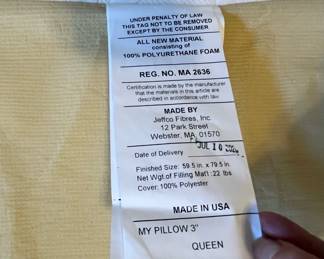 UNDER PENALTY OF LAW
THIS TAG NOT TO BE REMOVED
EXCEPT BY THE CONSUMER
ALL NEW MATERIAL
consisting of
100% POLYURETHANE FOAM
REG. NO. MA 2636
Certification is made by the manufacturer
that the materials in this article are
described in accordance with law
MADE BY
Jeffco Fibres, Inc.
12 Park Street
Webster, MA 01570
Date of Delivery JUL 10
Finished Size: 59.5 in. x 79.5 in.
Net Wgt.of Filling Mat'l :22 lbs
Cover: 100% Polyester
MADE IN USA
MY PILLOW 3"
QUEEN